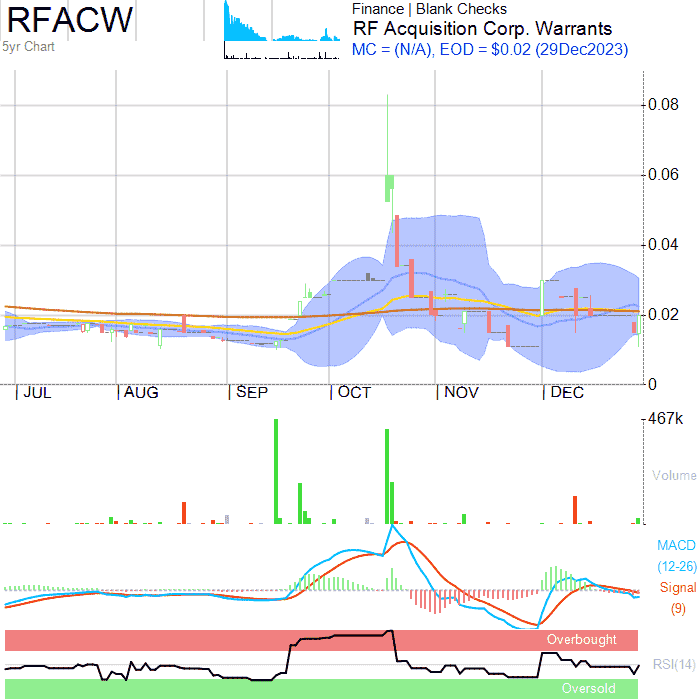 RFACW
5yr Chart
Finance | Blank Checks
RF Acquisition Corp. Warrants
MC = (N/A), EOD = $0.02 (29Dec2023)
0.08
0.06
0.04
0.02
0
JUL
AUG
SEP
OCT
NOV
DEC
467k
Volume
MACD
(12-26)
Signal
(9)
Overbought
RSI(14)
Oversold